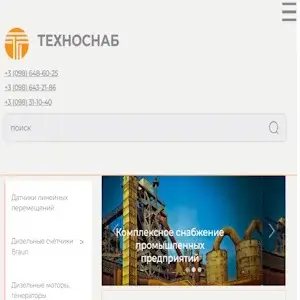 ТЕХНОСНАБ
+3 (098) 648-60-25
+3 (098) 643-21-86
+3 (098) 31-10-40
поиск
Датчики линейных
перемещений
Дизельные счетчики
Braun
Дизельные моторы,
генераторы
Комплексное снабжение
промышленных
предприятий